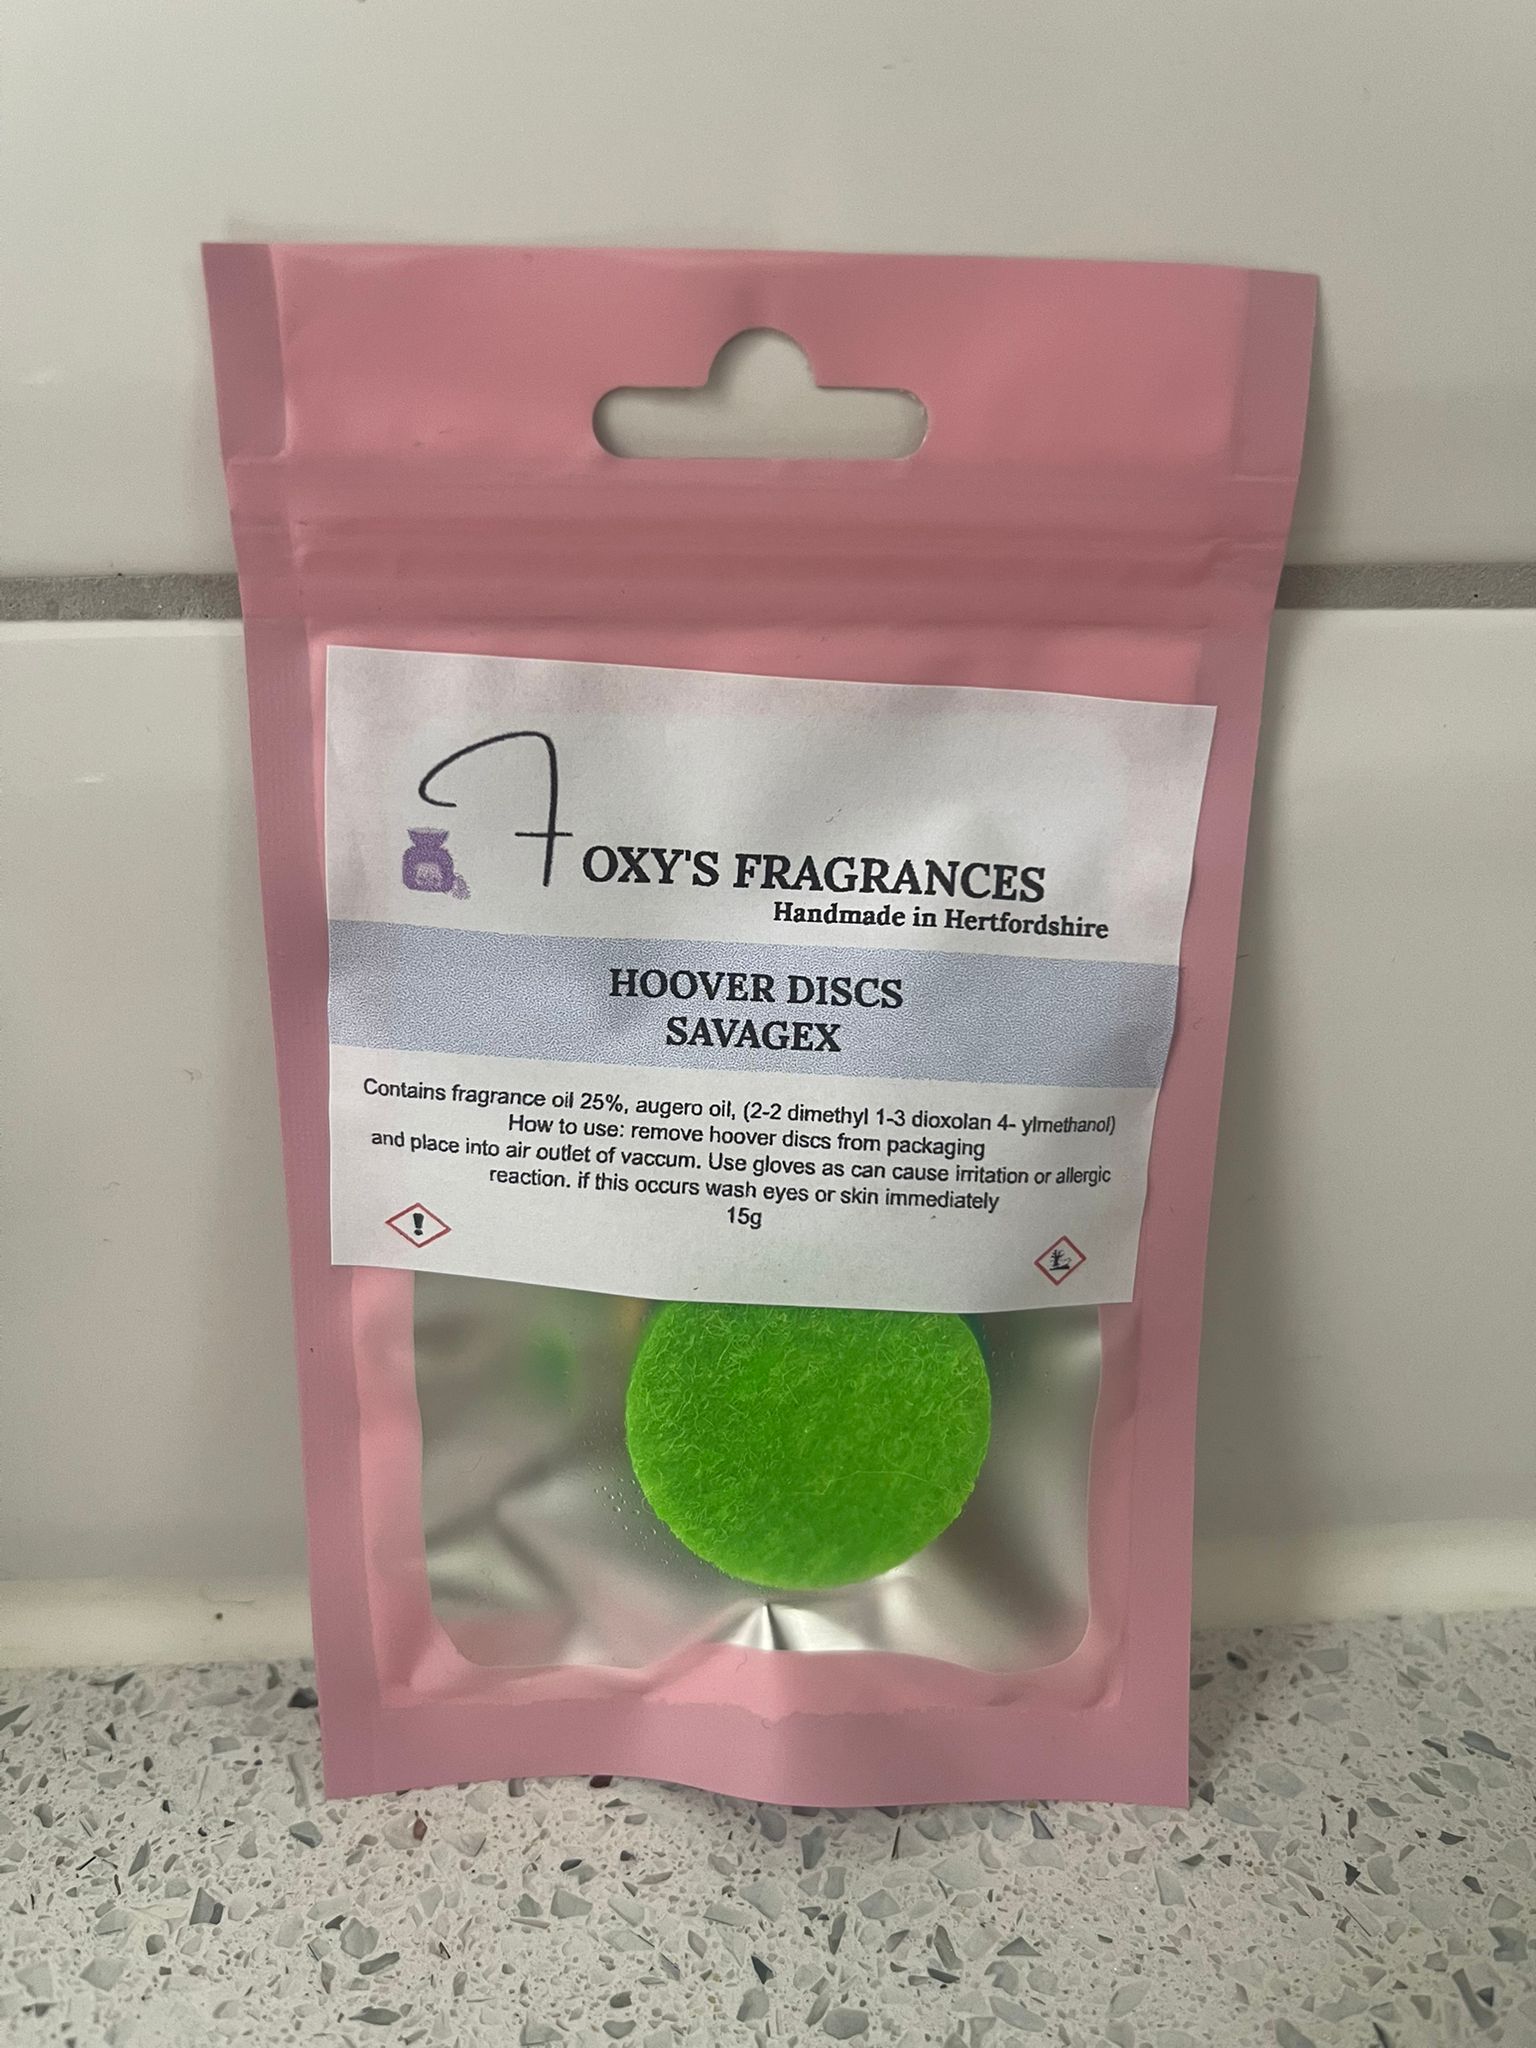 FOXY'S FRAGRANCES
Handmade in Hertfordshire
HOOVER DISCS
SAVAGEX
Contains fragrance oil 25%, augero oil, (2-2 dimethyl 1-3 dioxolan 4- ylmethanol)
How to use: remove hoover discs from packaging
and place into air outlet of vaccum. Use gloves as can cause irritation or allergic
reaction. if this occurs wash eyes or skin immediately
15g